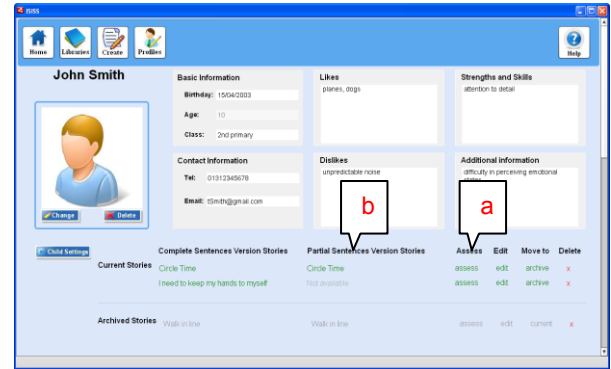 ISISS
Home Libraries Create Profiles Help
John Smith
Change Delete
Basic Information
Birthday: 15/04/2003
Age: 10
Class: 2nd primary
Likes
planes, dogs
Strengths and Skills
attention to detail
Contact Information
Tel: 01312345678
Email: tSmith@gmail.com
Dislikes
unpredictable noise
Additional information
difficulty in perceiving emotional
b
a
Child Settings
Complete Sentences Version Stories Partial Sentences Version Stories Assess Edit Move to Delete
Current Stories Circle Time Circle Time assess edit archive x
I need to keep my hands to myself Not available assess edit archive x
Archived Stories Walk in line Walk in line assess edit current x